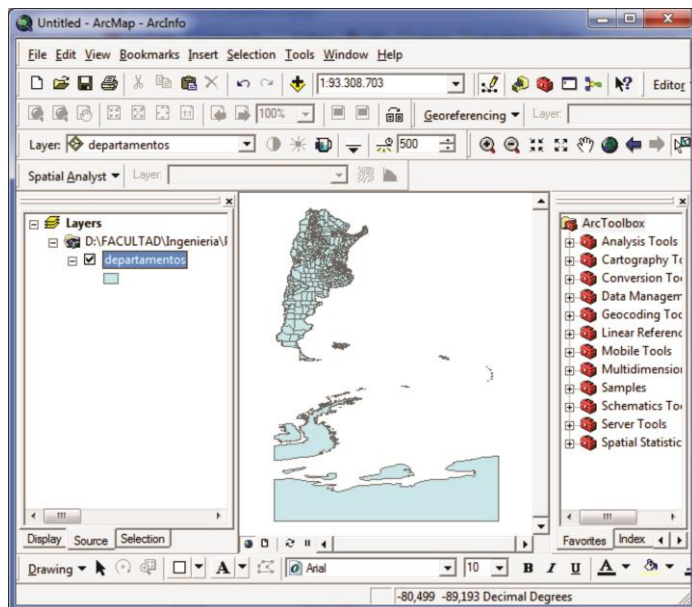 Untitled - ArcMap - ArcInfo
File Edit View Bookmarks Insert Selection Tools Window Help
1:93.308.703 Editor
100% Georeferencing Layer:
Layer: departamentos 500
Spatial Analyst Layer:
Layers
D:\FACULTAD\Ingenieria\
departamentos
ArcToolbox
Analysis Tools
Cartography To
Conversion To
Data Managem
Geocoding Too
Linear Referenc
Mobile Tools
Multidimension
Samples
Schematics To
Server Tools
Spatial Statistic
Display Source Selection
Favorites Index
Drawing A Arial 10 B I U A
-80,499 -89,193 Decimal Degrees